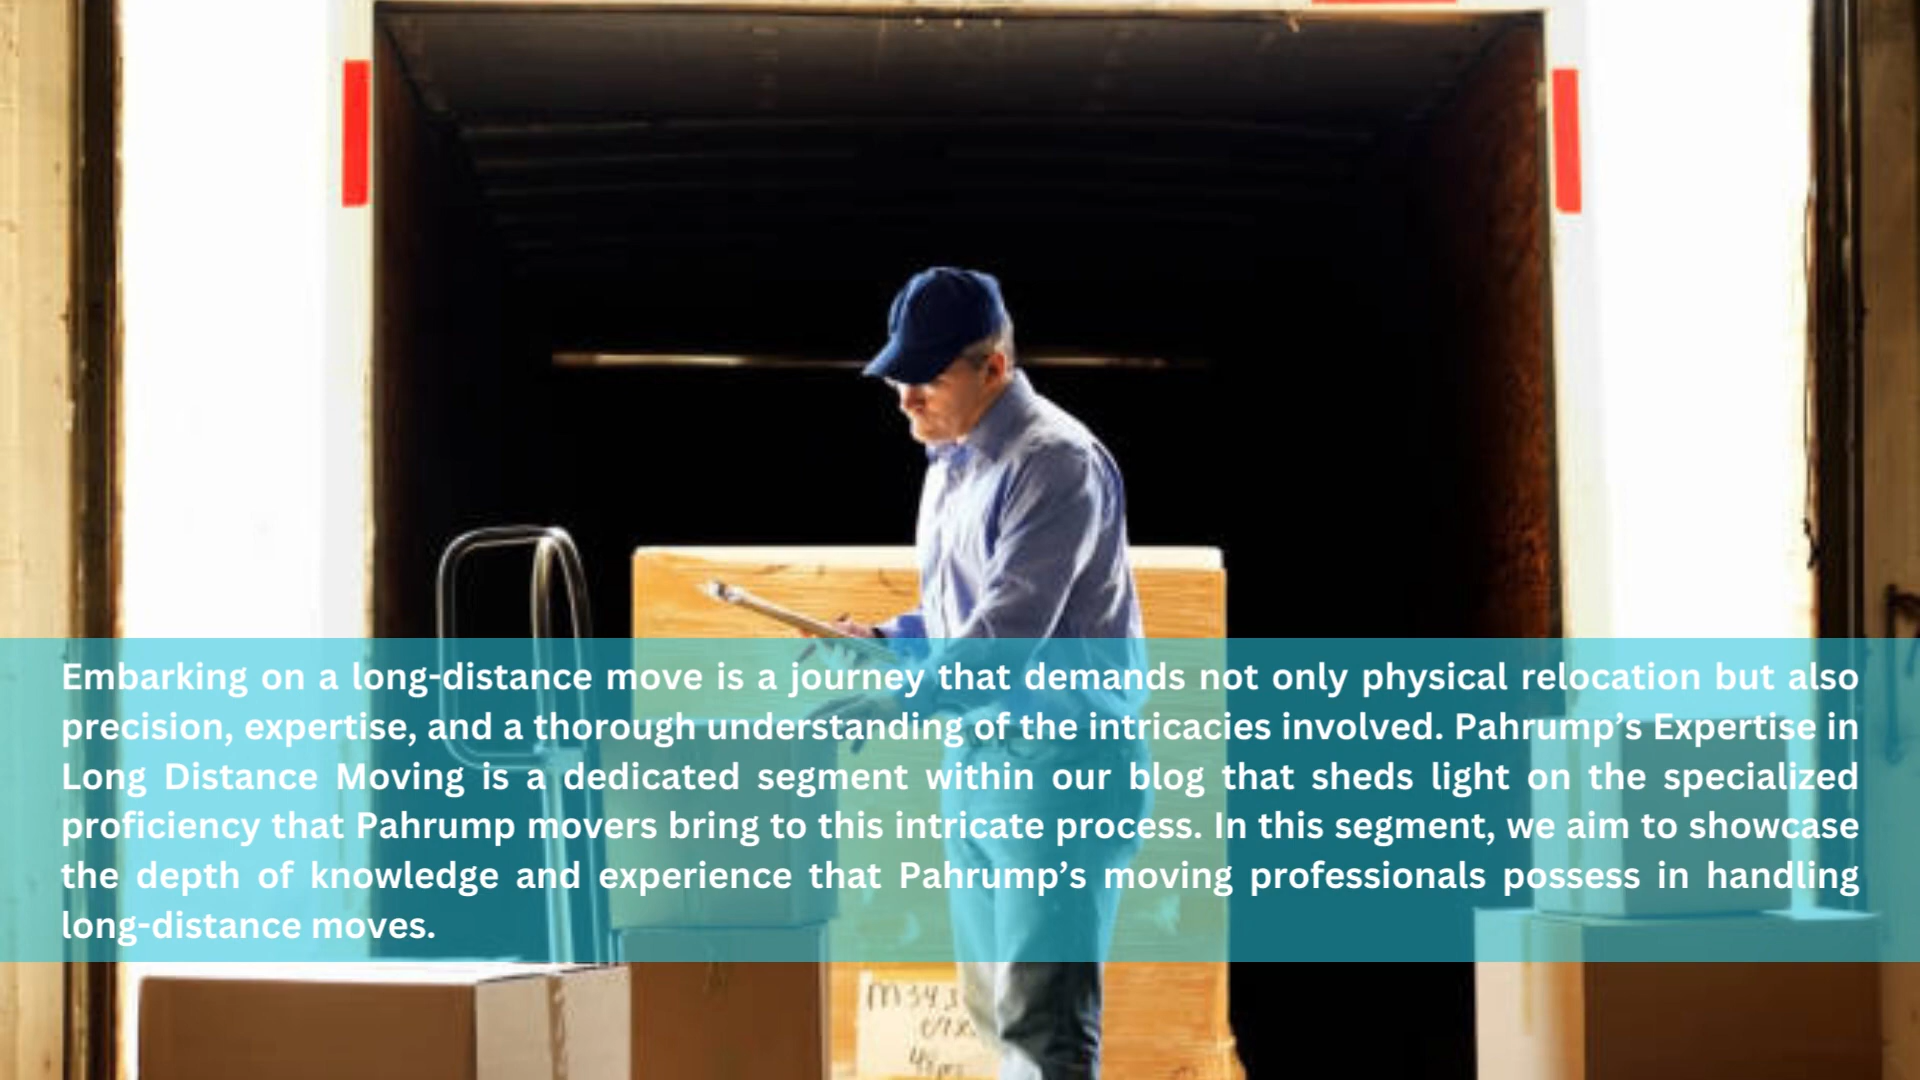 Embarking on a long-distance move is a journey that demands not only physical relocation but also
precision, expertise, and a thorough understanding of the intricacies involved. Pahrump’s Expertise in
Long Distance Moving is a dedicated segment within our blog that sheds light on the specialized
proficiency that Pahrump movers bring to this intricate process. In this segment, we aim to showcase
the depth of knowledge and experience that Pahrump’s moving professionals possess in handling
long-distance moves.